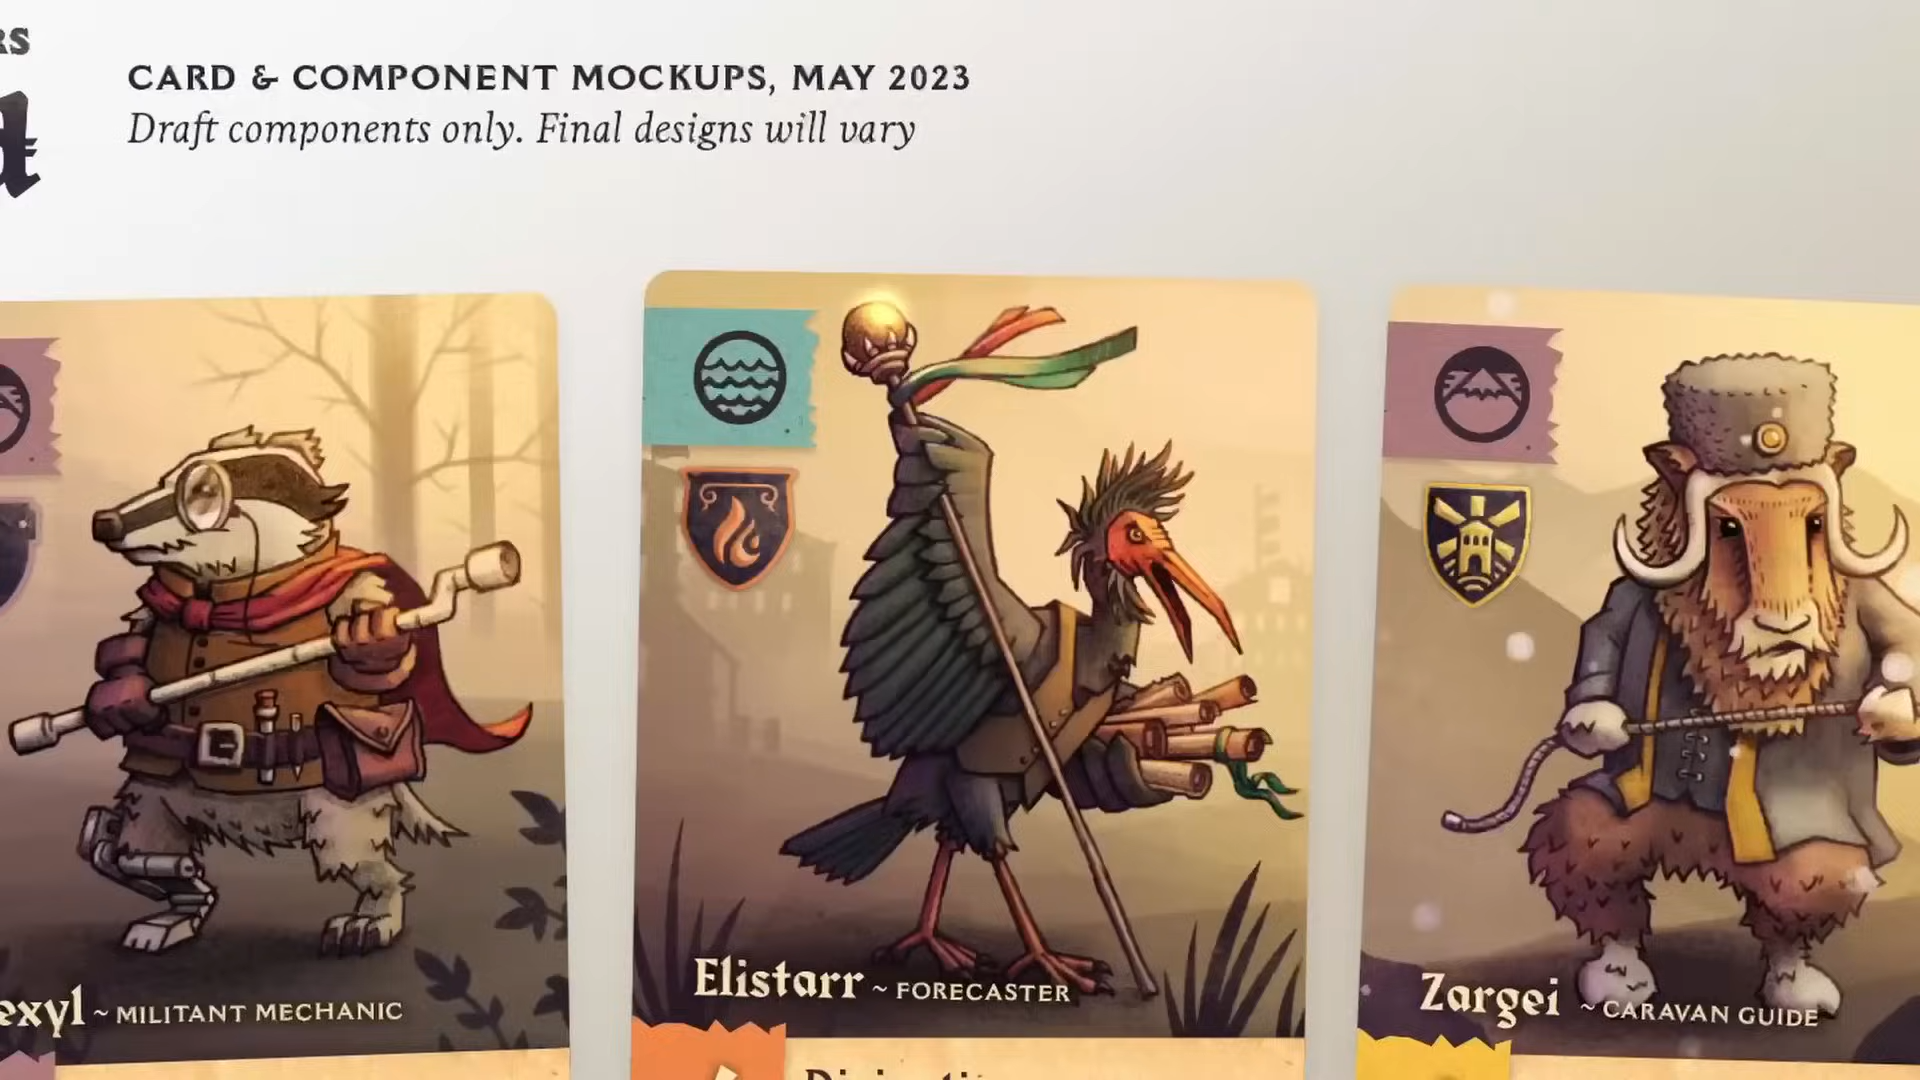 CARD & COMPONENT MOCKUPS, MAY 2023
Draft components only. Final designs will vary
Elistarr ~ FORECASTER
~ MILITANT MECHANIC
Zargei ~ CARAVAN GUIDE